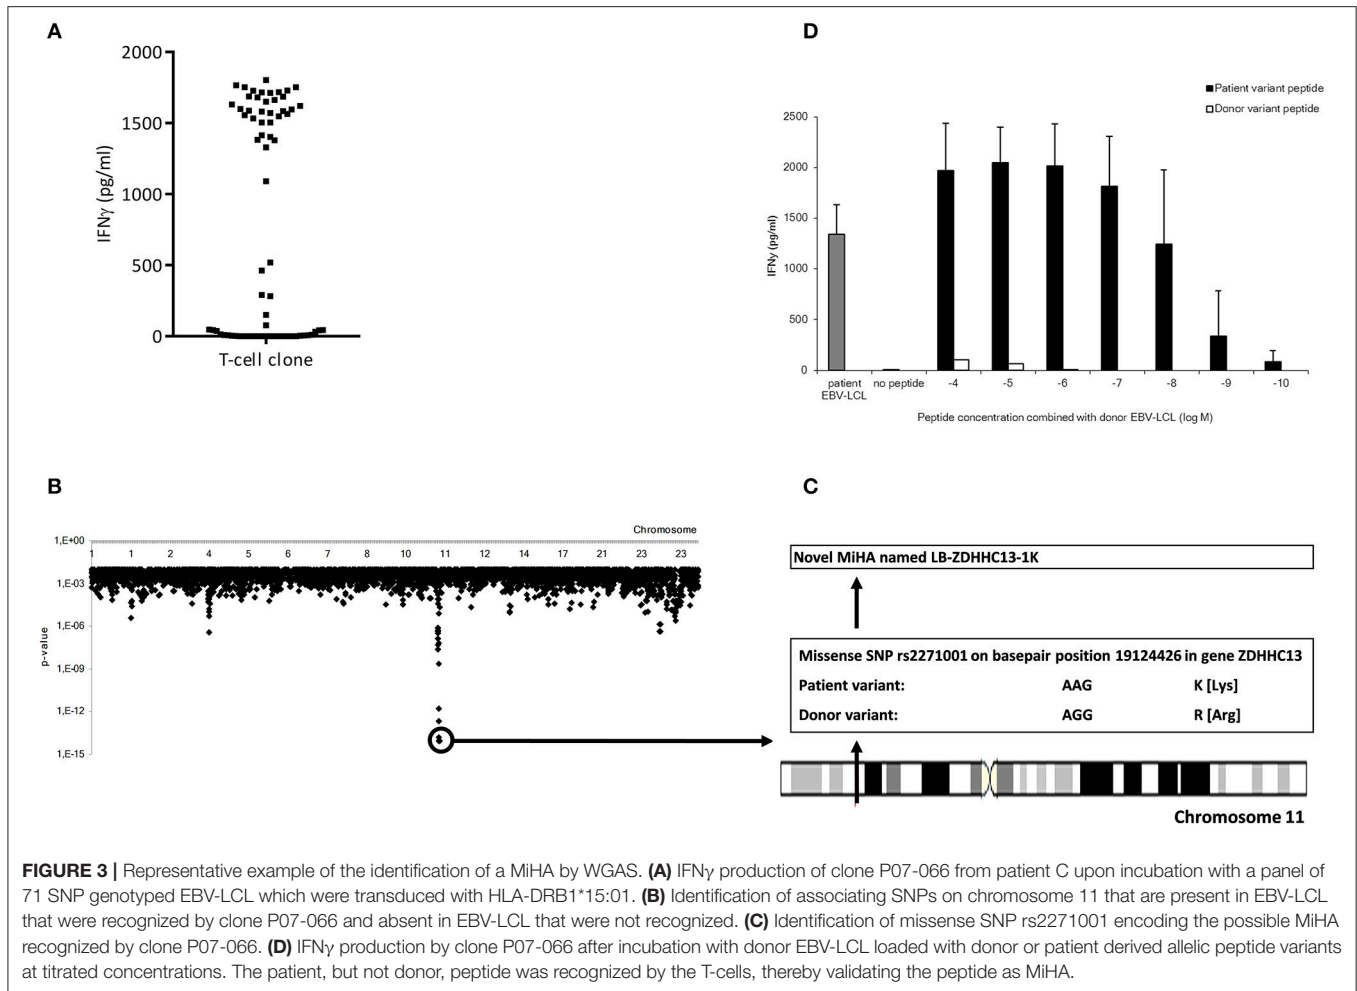 A
2000
1500
1000
500
0
IFNγ (pg/ml)
T-cell clone
D
Patient variant peptide
Donor variant peptide
2500
2000
1500
1000
500
0
IFNγ (pg/ml)
patient EBV-LCL
no peptide
-4
-5
-6
-7
-8
-9
-10
Peptide concentration combined with donor EBV-LCL (log M)
B
Chromosome
1 1 2 4 5 6 7 8 10 11 12 14 17 21 23 23
1,E+00
1,E-03
1,E-06
1,E-09
1,E-12
1,E-15
p-value
C
Novel MiHA named LB-ZDHHC13-1K
Missense SNP rs2271001 on basepair position 19124426 in gene ZDHHC13
Patient variant: AAG K [Lys]
Donor variant: AGG R [Arg]
Chromosome 11
FIGURE 3 | Representative example of the identification of a MiHA by WGAS. (A) IFNγ production of clone P07-066 from patient C upon incubation with a panel of
71 SNP genotyped EBV-LCL which were transduced with HLA-DRB1*15:01. (B) Identification of associating SNPs on chromosome 11 that are present in EBV-LCL
that were recognized by clone P07-066 and absent in EBV-LCL that were not recognized. (C) Identification of missense SNP rs2271001 encoding the possible MiHA
recognized by clone P07-066. (D) IFNγ production by clone P07-066 after incubation with donor EBV-LCL loaded with donor or patient derived allelic peptide variants
at titrated concentrations. The patient, but not donor, peptide was recognized by the T-cells, thereby validating the peptide as MiHA.